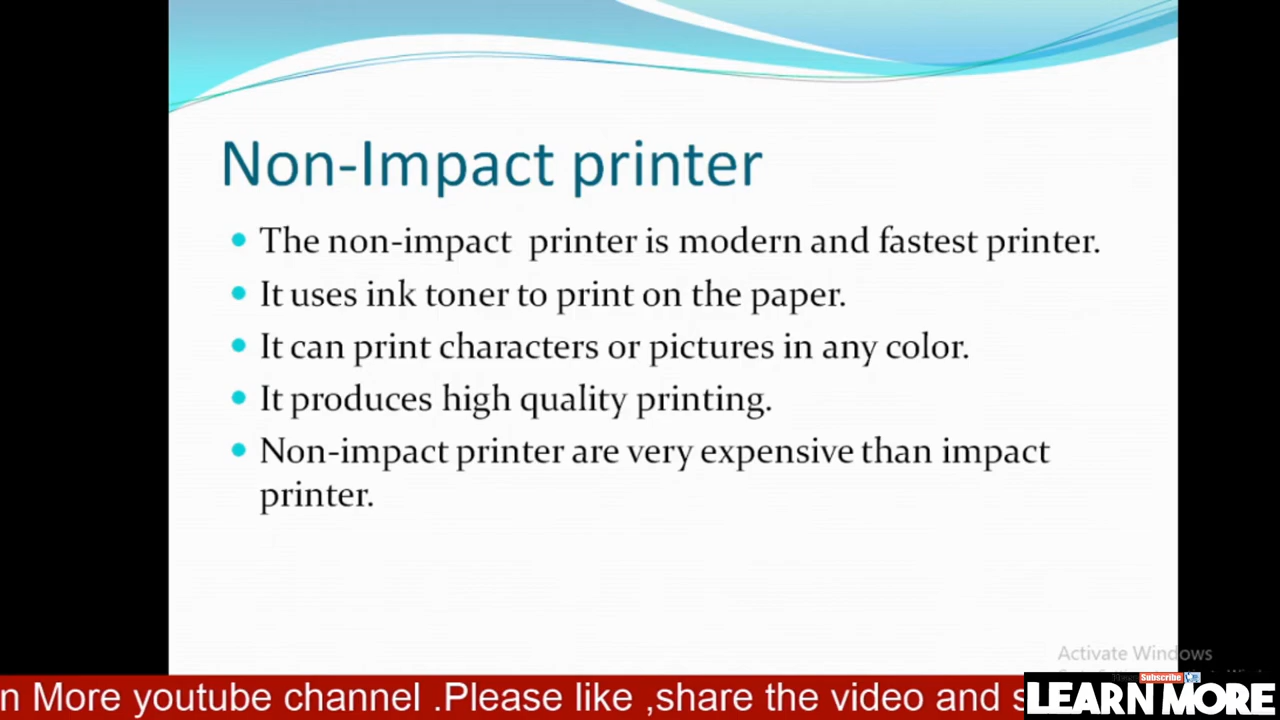 Non-Impact printer
The non-impact printer is modern and fastest printer.
It uses ink toner to print on the paper.
It can print characters or pictures in any color.
It produces high quality printing.
Non-impact printer are very expensive than impact
printer.
Activate Windows
n More youtube channel .Please like ,share the video and s
Subscribe
LEARN MORE